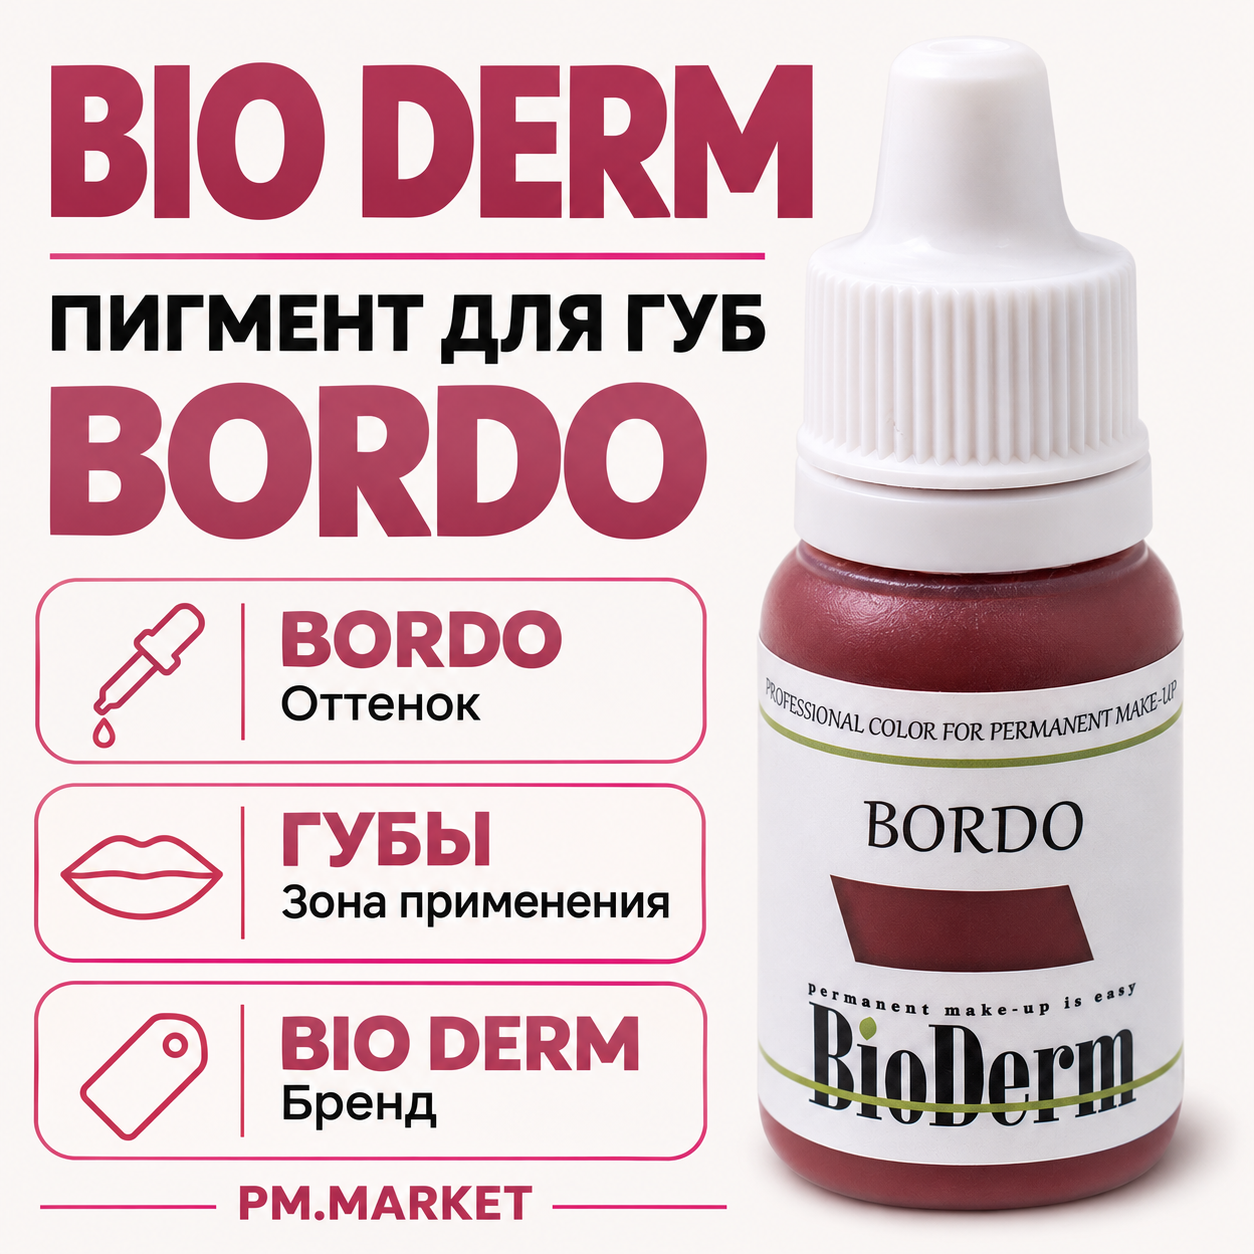 BIO DERM
ПИГМЕНТ ДЛЯ ГУБ
BORDO
BORDO
Оттенок
ГУБЫ
Зона применения
BIO DERM
Бренд
PM.MARKET
PROFESSIONAL COLOR FOR PERMANENT MAKE-UP
BORDO
permanent make-up is easy
BioDerm